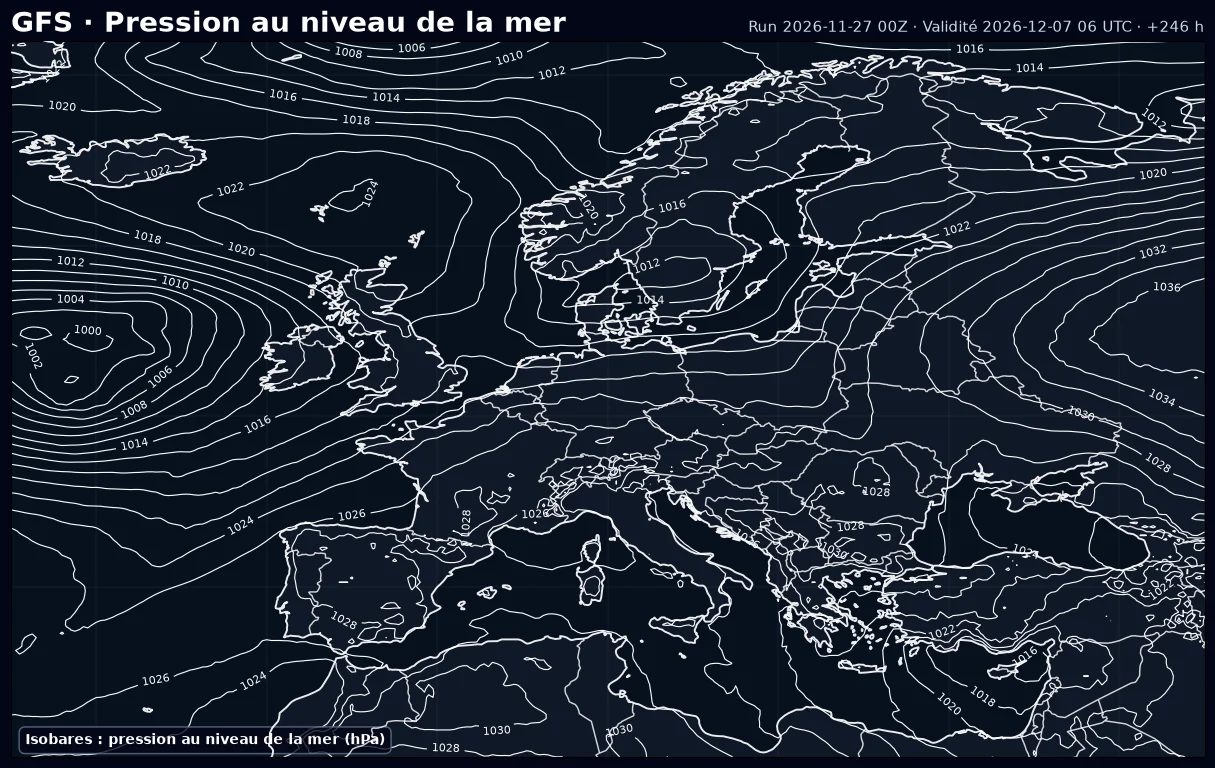 GFS · Pression au niveau de la mer
Run 2026-11-27 00Z · Validité 2026-12-07 06 UTC · +246 h
1008 1006 1010 1012 1016
1014
1020 1016 1014
1018 1012
1022 1020
1022 1024 1020 1016
1018 1020 1022
1012 1010 1012 1032
1004 1014 1036
1000
1002 1006
1008 1034
1014 1016 1030
1028
1028
1024 1026 1028 1026 1028
1030
1028 1022
1016
1026 1024 1020 1018
1030 1030
1028
Isobares : pression au niveau de la mer (hPa)